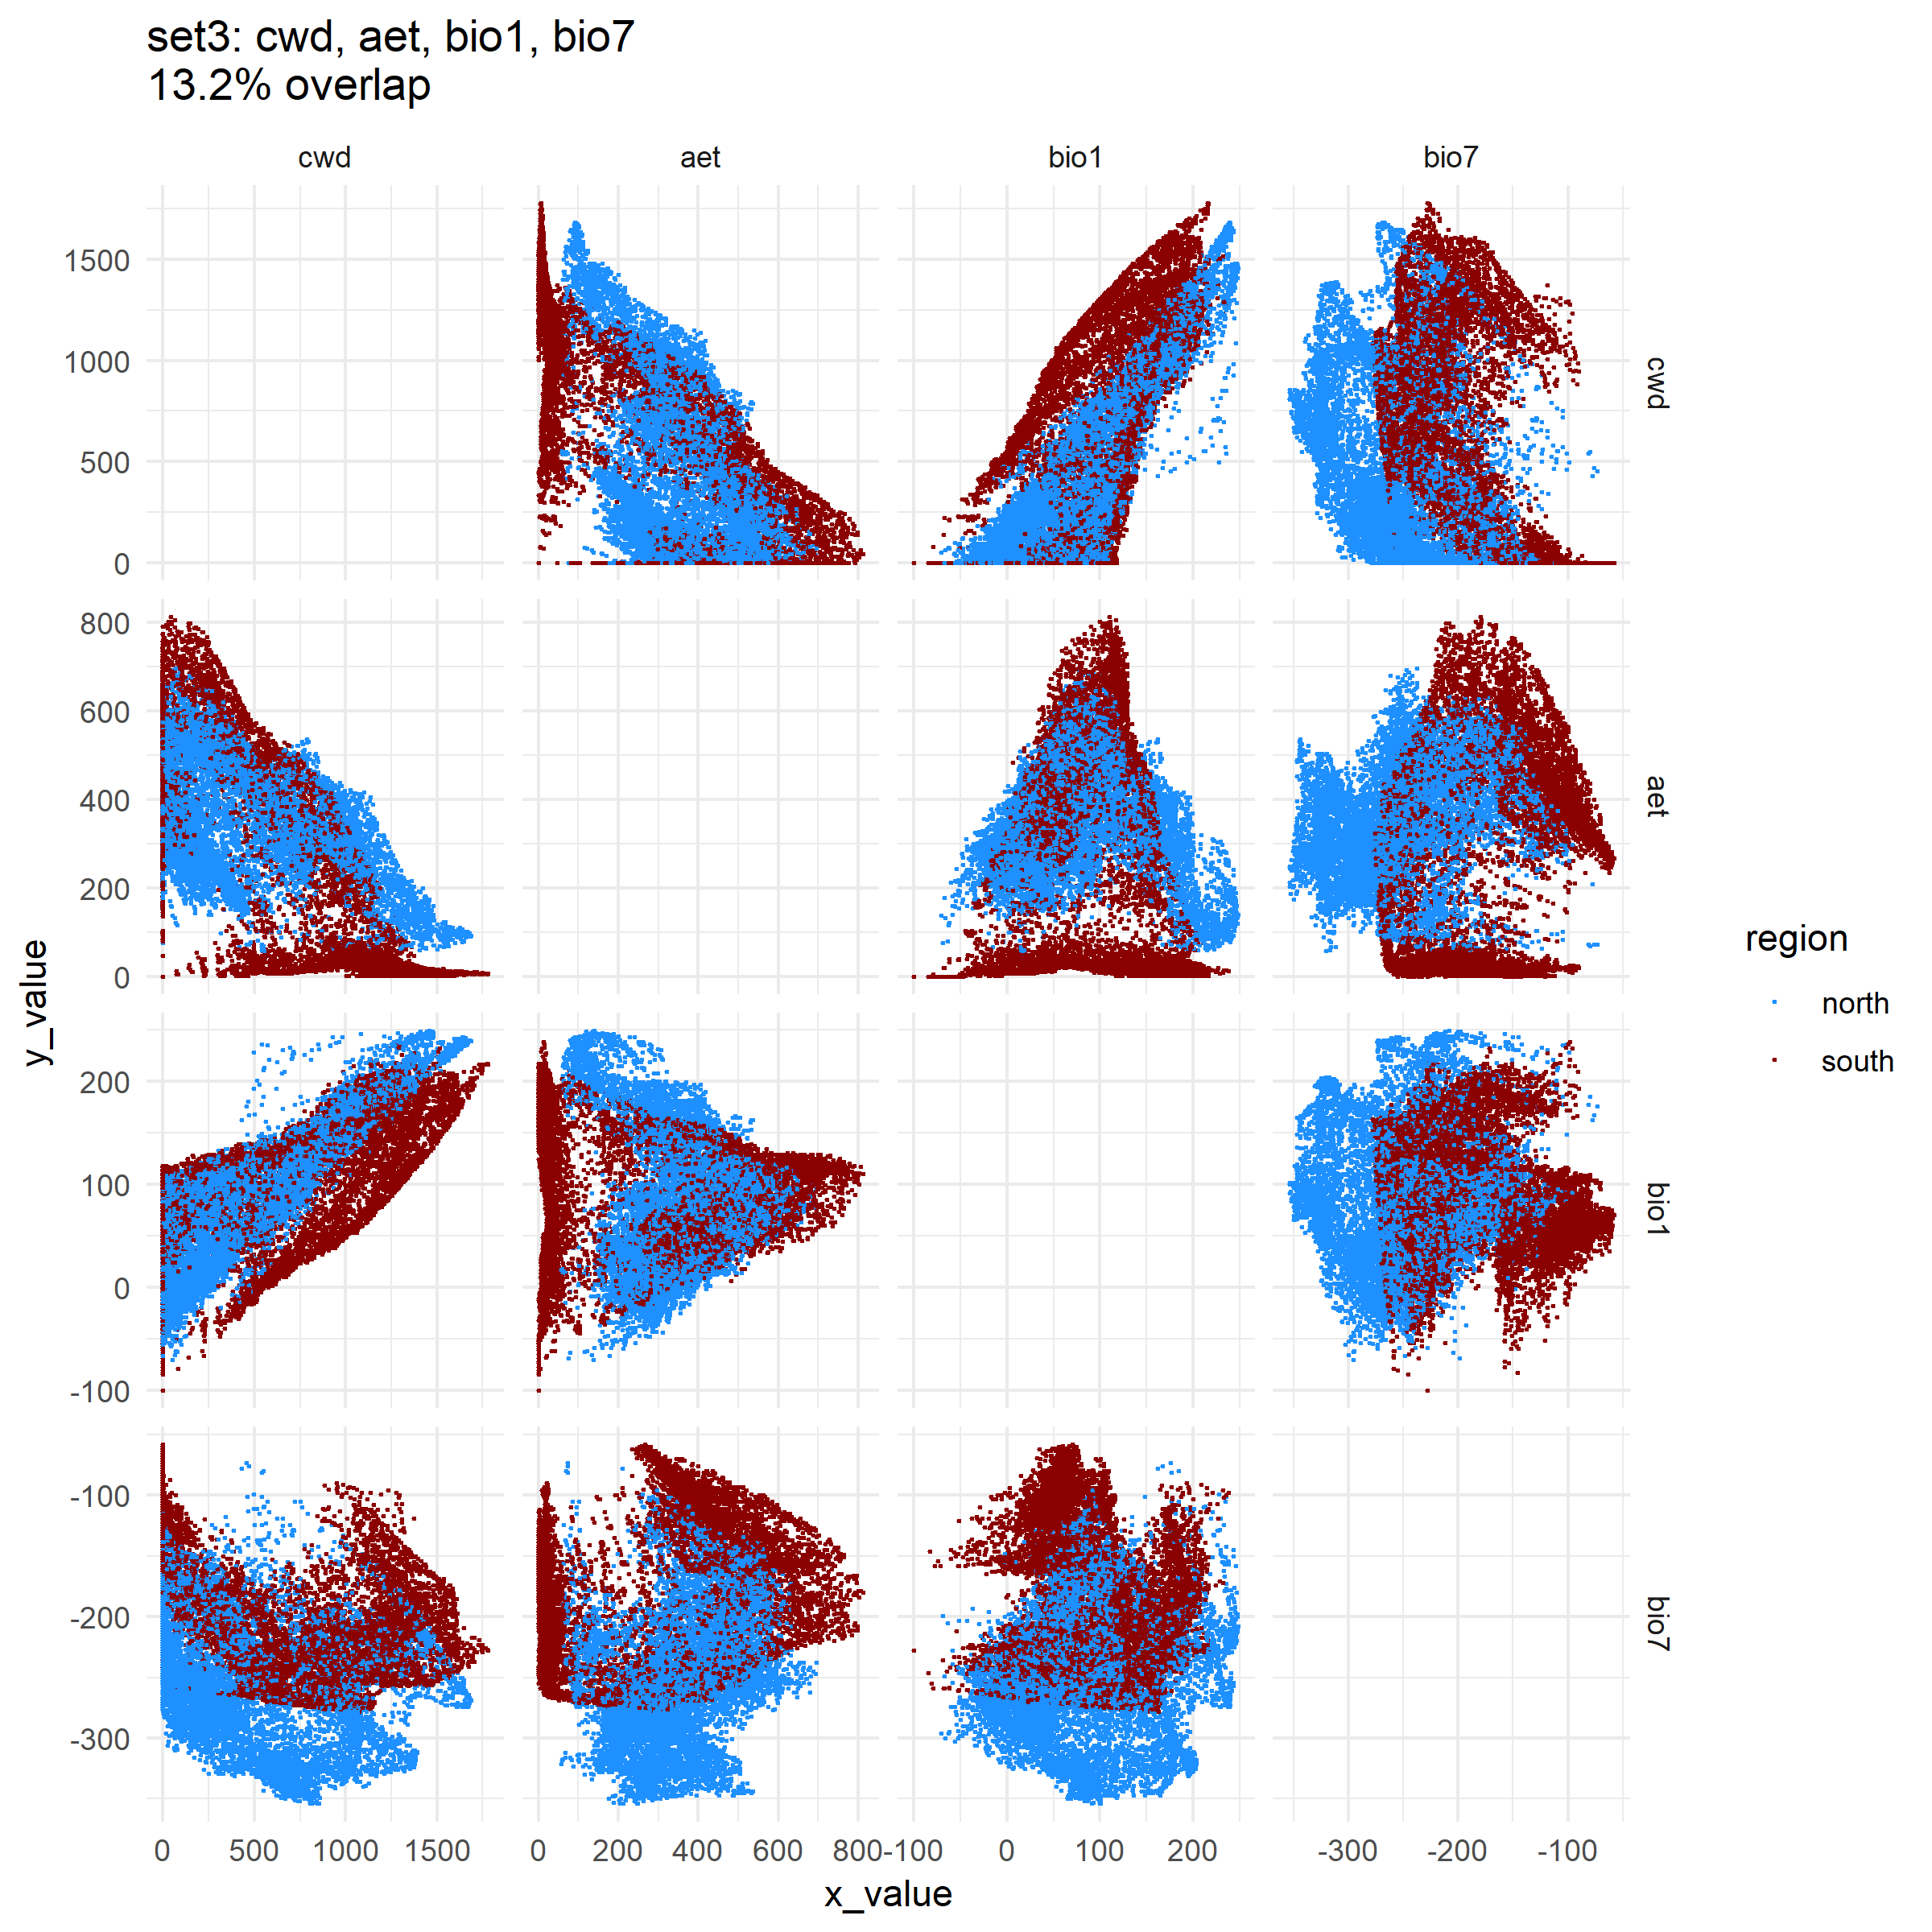 set3: cwd, aet, bio1, bio7
13.2% overlap
cwd aet bio1 bio7
1500
1000
500
0
cwd
800
600
400
200
0
aet
200
100
0
-100
bio1
-100
-200
-300
bio7
0 500 1000 1500 0 200 400 600 800 -100 0 100 200 -300 -200 -100
x_value
y_value
region
north
south